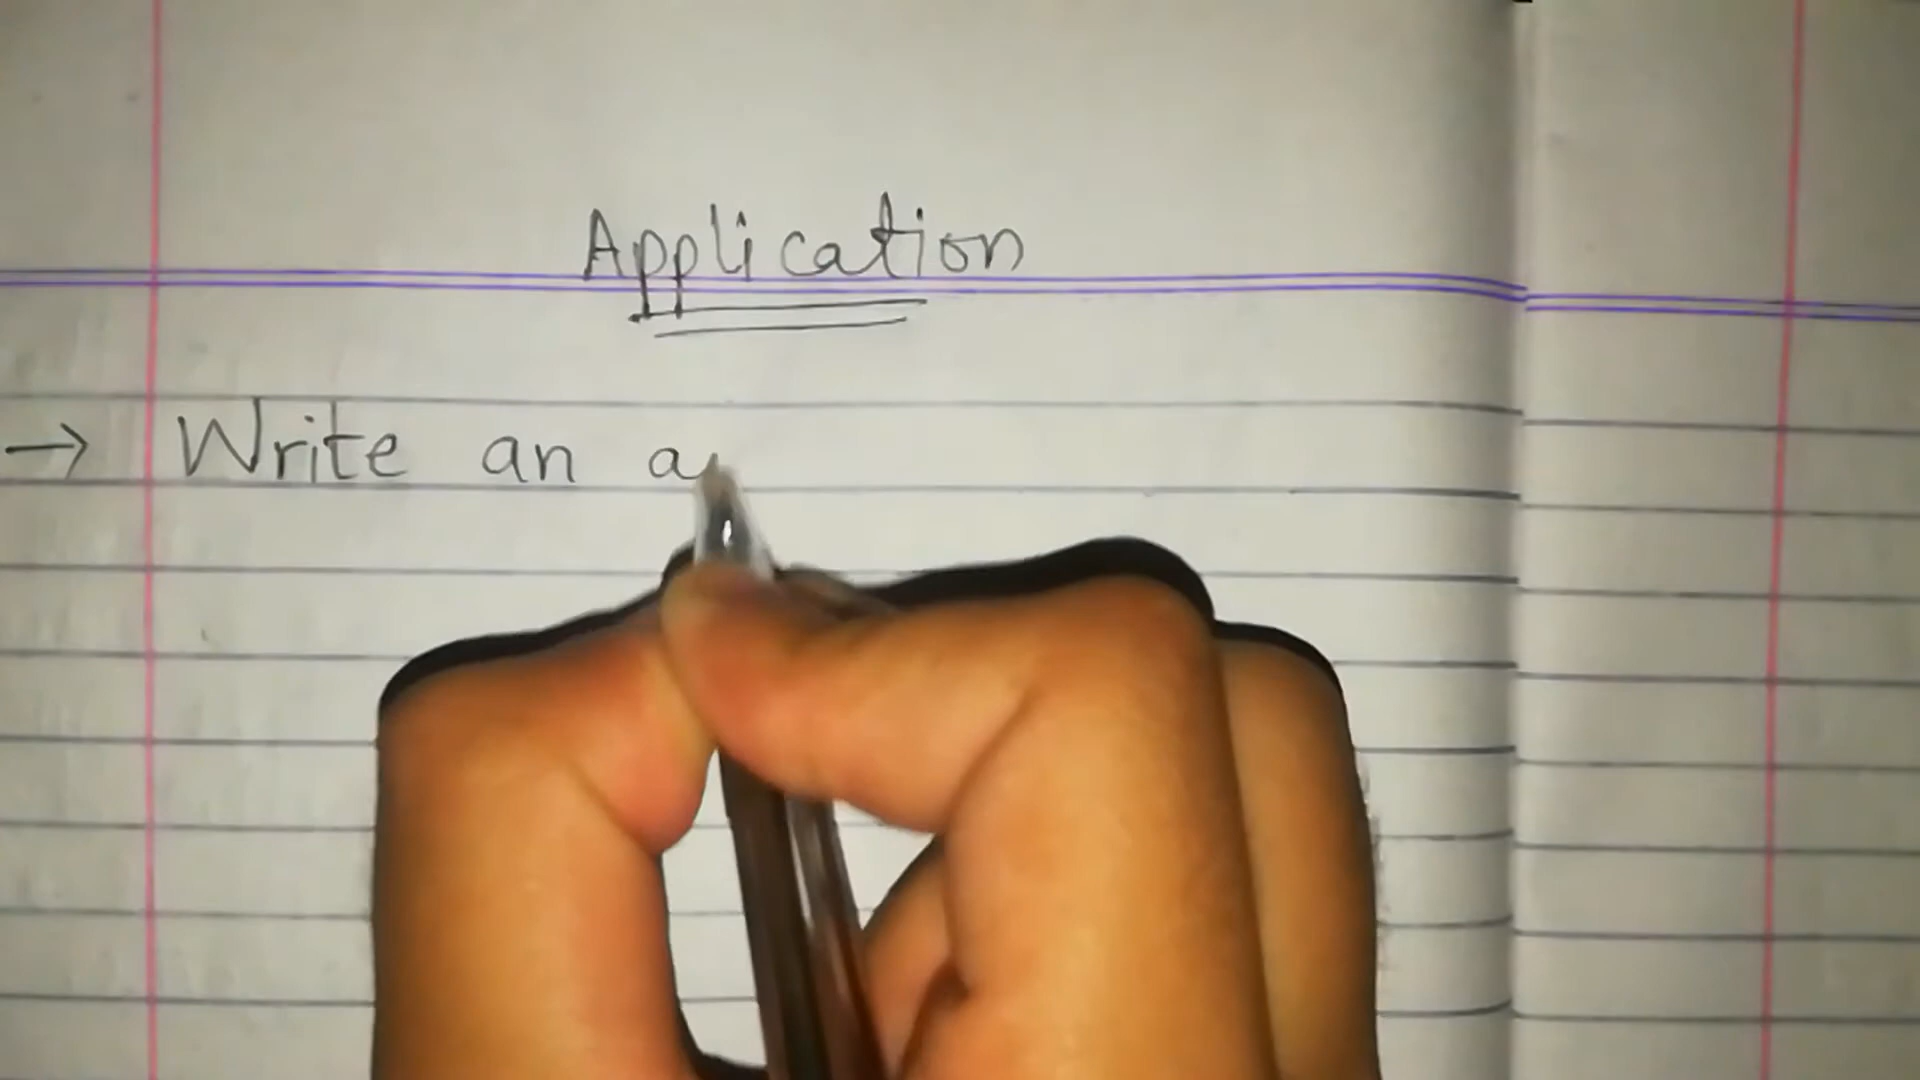 Application
→ Write an a